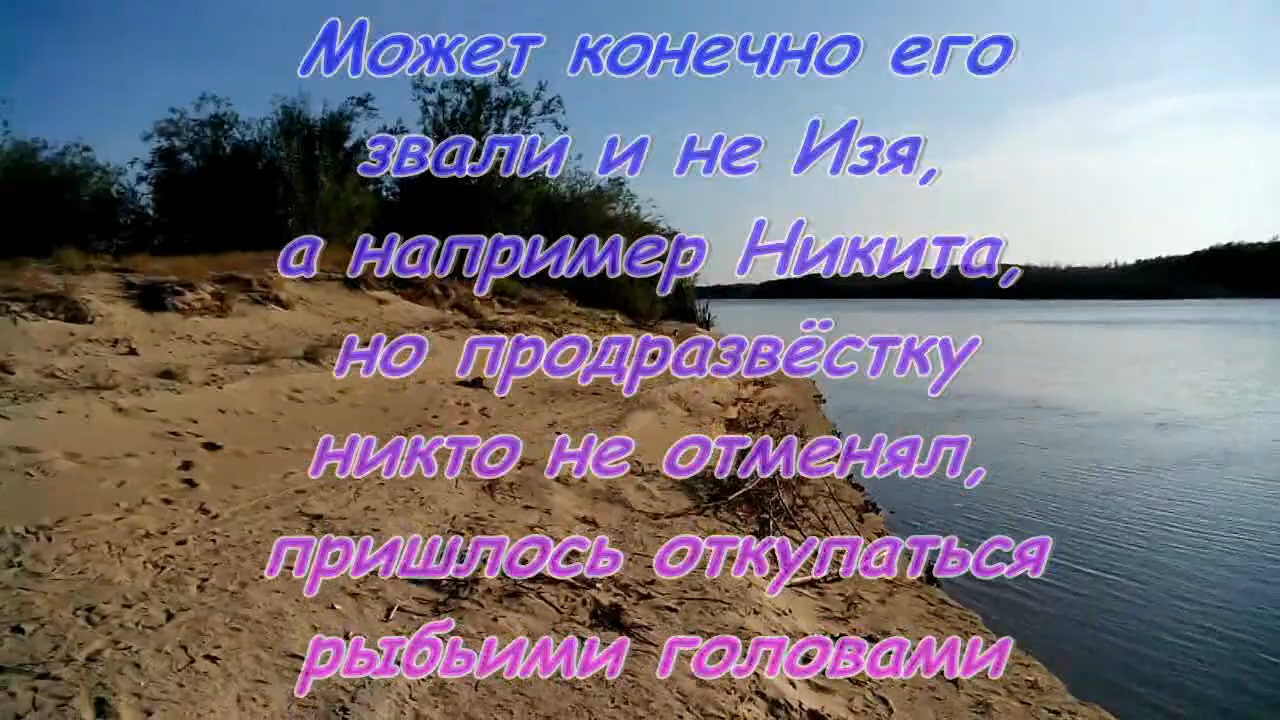 Может конечно его
звали и не Изя,
а например Никита,
но продразвёстку
никто не отменял,
пришлось откупаться
рыбьими головами